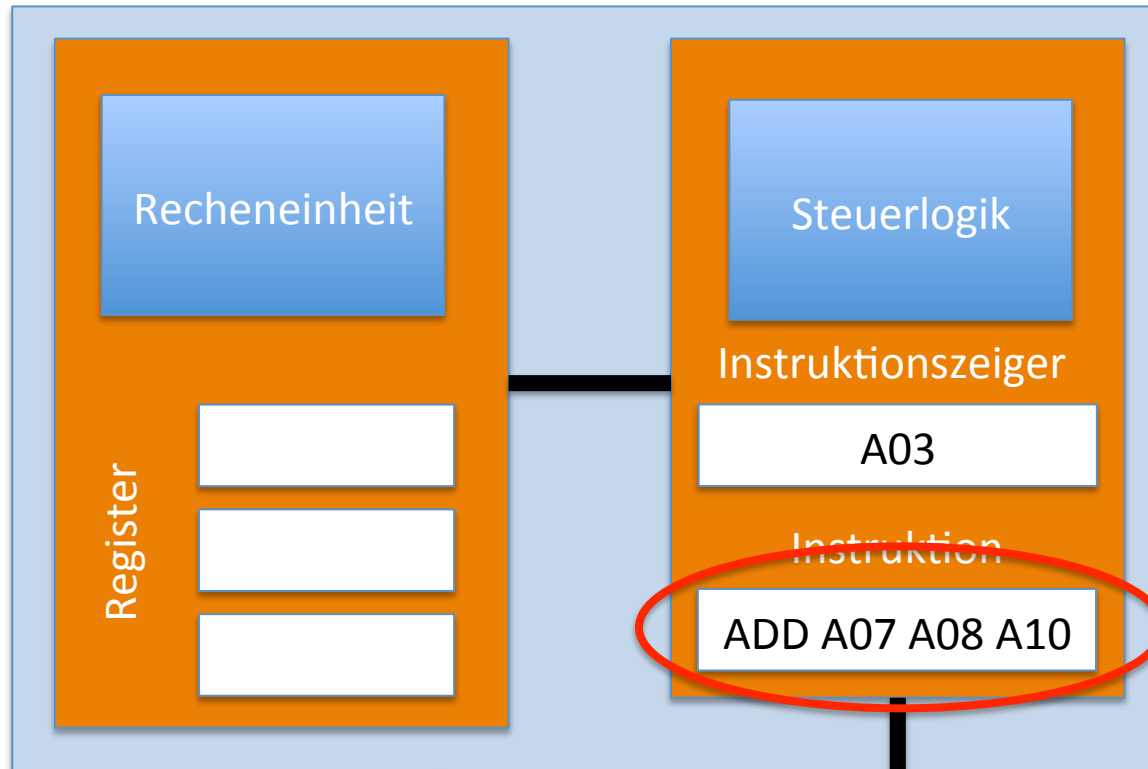 Recheneinheit
Register
Steuerlogik
Instruktionszeiger
A03
Instruktion
ADD A07 A08 A10